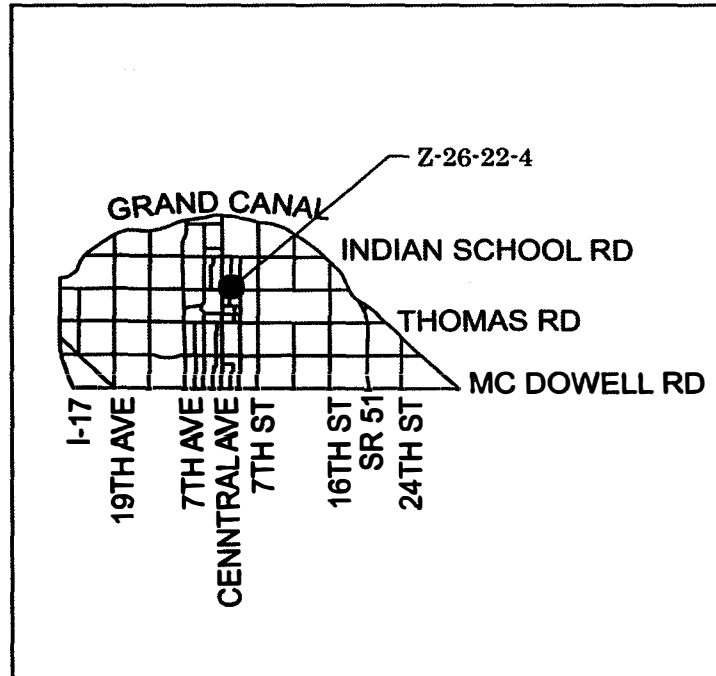 Z-26-22-4
GRAND CANAL
INDIAN SCHOOL RD
THOMAS RD
MC DOWELL RD
I-17
19TH AVE
7TH AVE
CENNTRAL AVE
7TH ST
16TH ST
SR 51
24TH ST